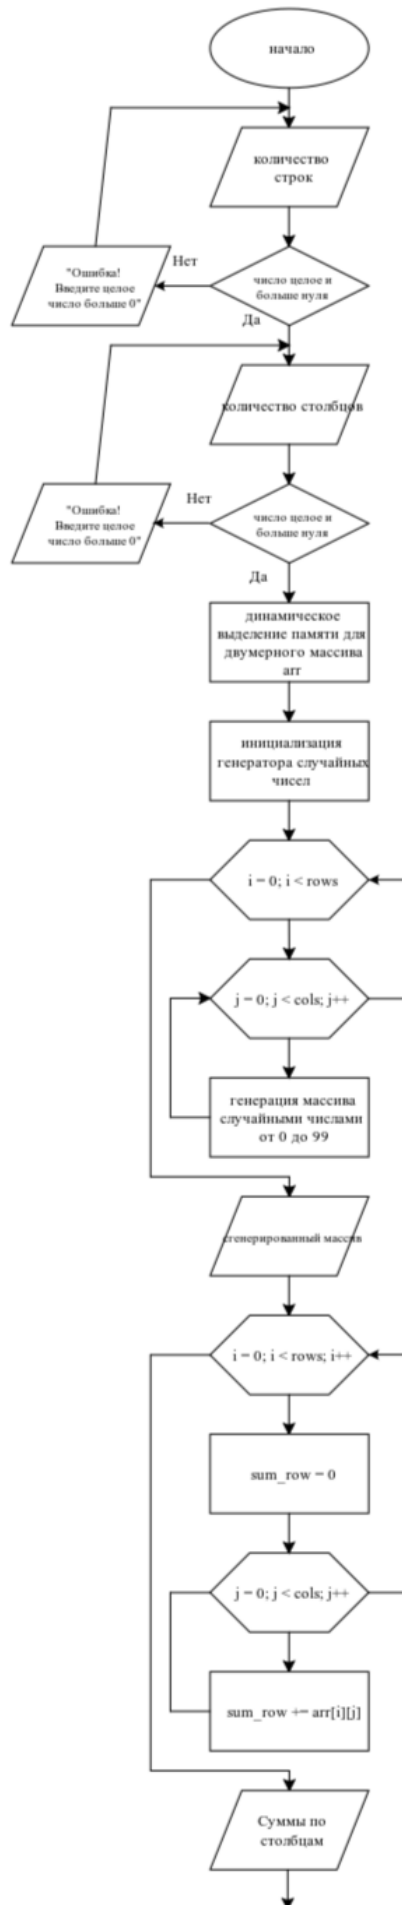 начало
количество
строк
"Ошибка!
Введите целое
число больше 0"
Нет
число целое и
больше нуля
Да
количество столбцов
"Ошибка!
Введите целое
число больше 0"
Нет
число целое и
больше нуля
Да
динамическое
выделение памяти для
двумерного массива
arr
инициализация
генератора случайных
чисел
i = 0; i < rows
j = 0; j < cols; j++
генерация массива
случайными числами
от 0 до 99
сгенерированный массив
i = 0; i < rows; i++
sum_row = 0
j = 0; j < cols; j++
sum_row += arr[i][j]
Суммы по
столбцам